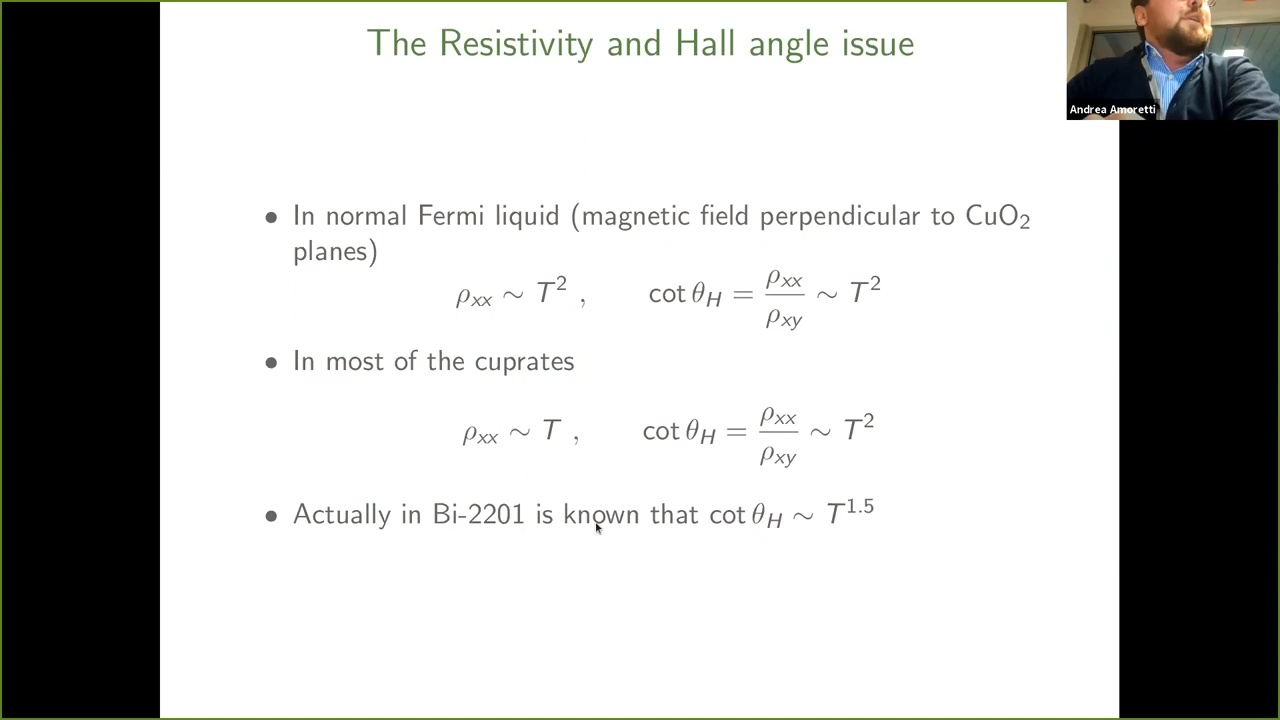 The Resistivity and Hall angle issue
Andrea Amoretti
• In normal Fermi liquid (magnetic field perpendicular to CuO₂
planes)
ρxx ∼ T² , cot θH = ρxx/ρxy ∼ T²
• In most of the cuprates
ρxx ∼ T , cot θH = ρxx/ρxy ∼ T²
• Actually in Bi-2201 is known that cot θH ∼ T^1.5